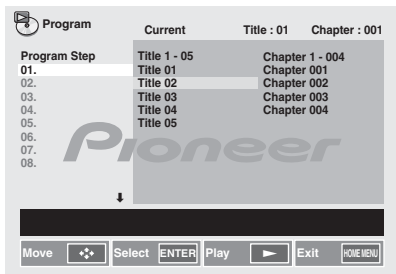 Program
Current Title : 01 Chapter : 001
Program Step Title 1 - 05 Chapter 1 - 004
01. Title 01 Chapter 001
02. Title 02 Chapter 002
03. Title 03 Chapter 003
04. Title 04 Chapter 004
05. Title 05
06.
07.
08.
Pioneer
Move Select ENTER Play Exit HOME MENU